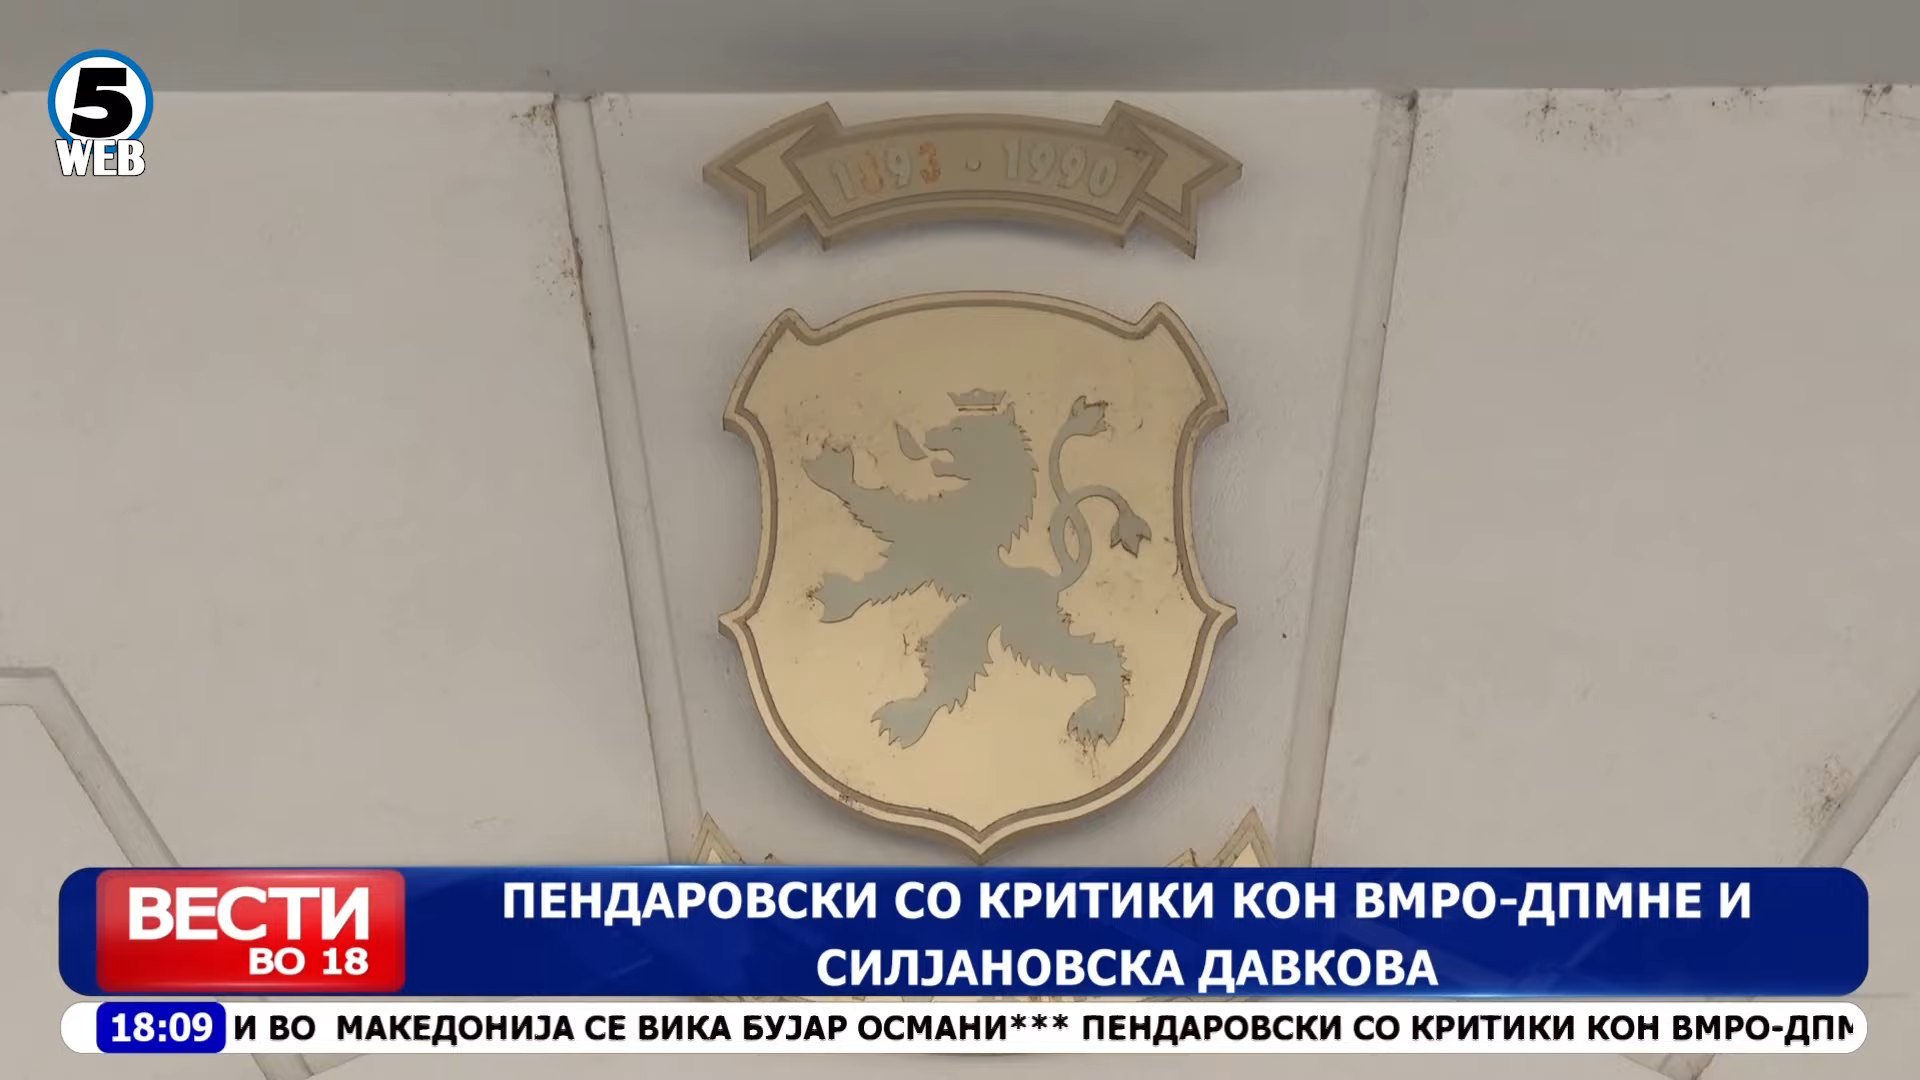 5
WEB
1893 · 1990
ВЕСТИ
ВО 18
ПЕНДАРОВСКИ СО КРИТИКИ КОН ВМРО-ДПМНЕ И
СИЛЈАНОВСКА ДАВКОВА
18:09 И ВО МАКЕДОНИЈА СЕ ВИКА БУЈАР ОСМАНИ*** ПЕНДАРОВСКИ СО КРИТИКИ КОН ВМРО-ДПМ